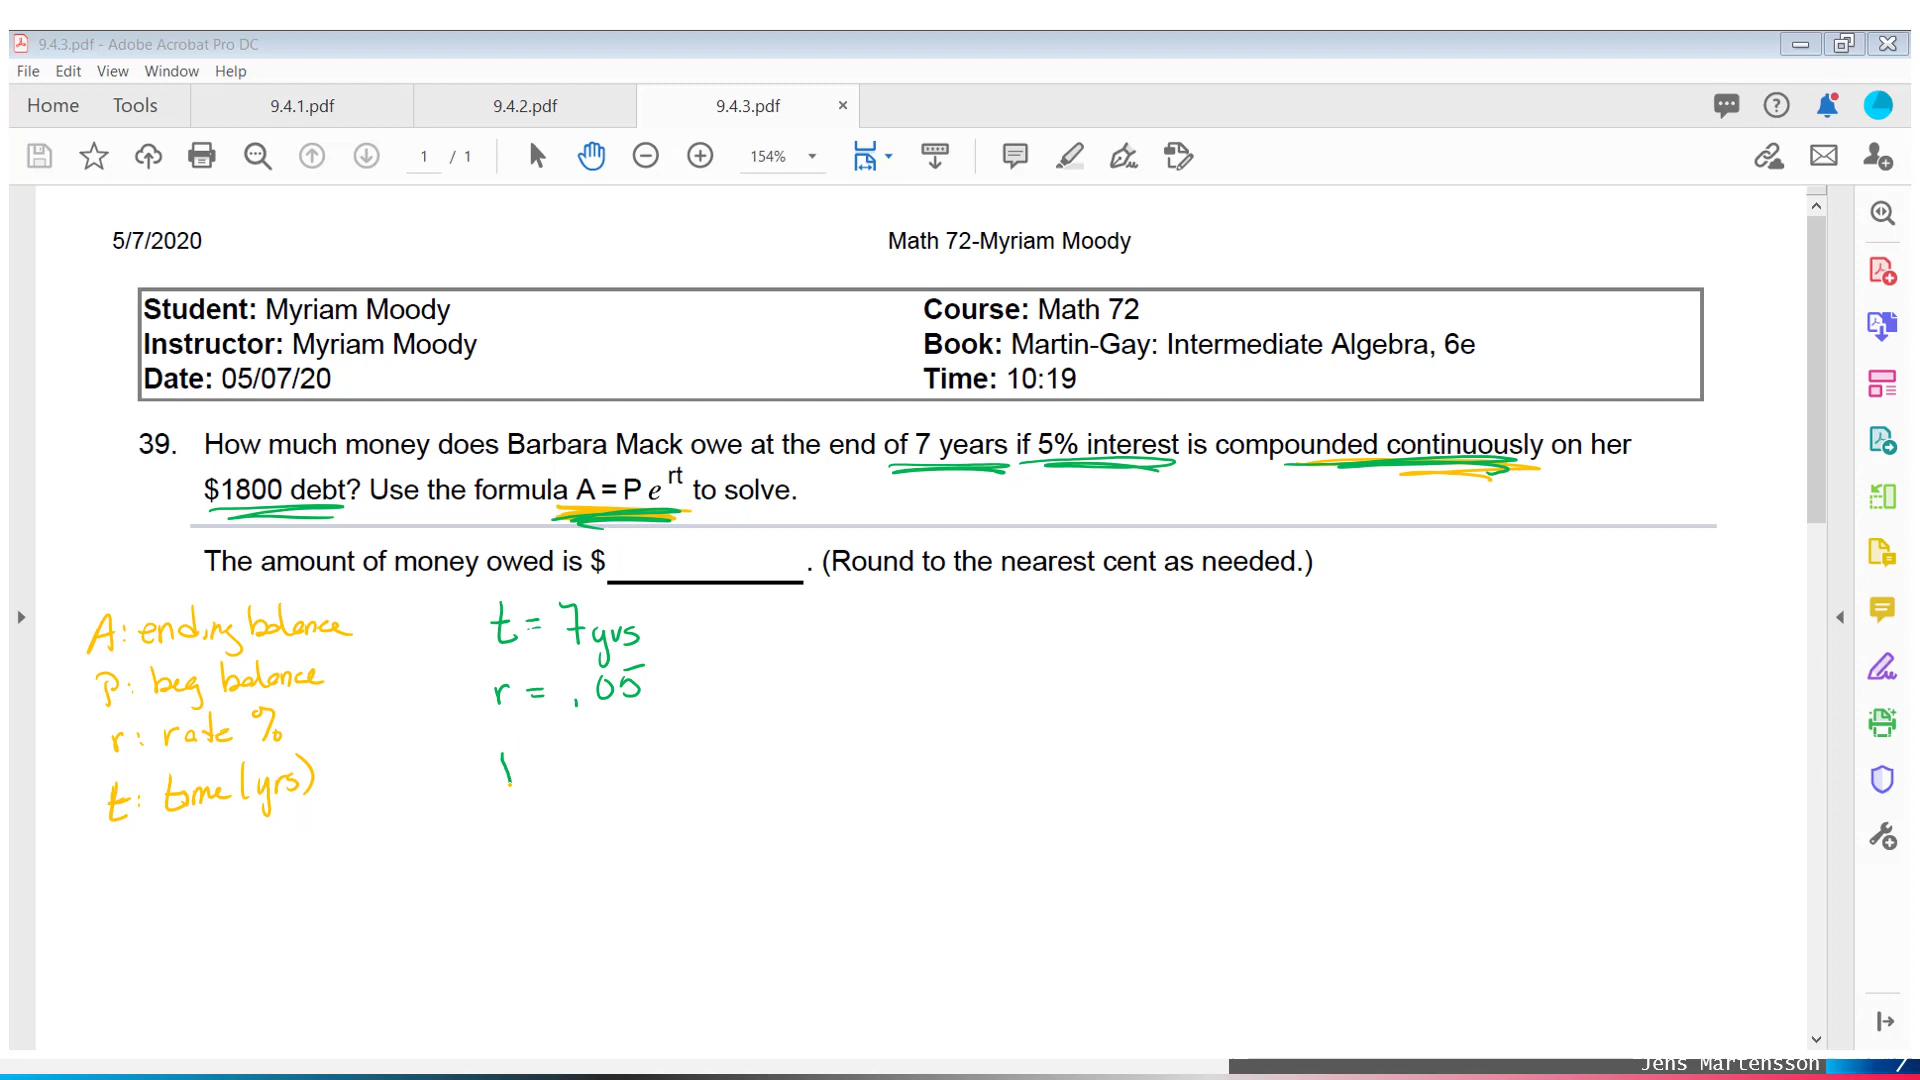 9.4.3.pdf - Adobe Acrobat Pro DC
File Edit View Window Help
Home Tools 9.4.1.pdf 9.4.2.pdf 9.4.3.pdf ×
1 / 1 154%
5/7/2020 Math 72-Myriam Moody
Student: Myriam Moody Course: Math 72
Instructor: Myriam Moody Book: Martin-Gay: Intermediate Algebra, 6e
Date: 05/07/20 Time: 10:19
39. How much money does Barbara Mack owe at the end of 7 years if 5% interest is compounded continuously on her
$1800 debt? Use the formula A = P e^rt to solve.
The amount of money owed is $ . (Round to the nearest cent as needed.)
A: ending balance
P: beg balance
r: rate %
t: time (yrs)
t = 7 yrs
r = .05
Jens Martensson 7